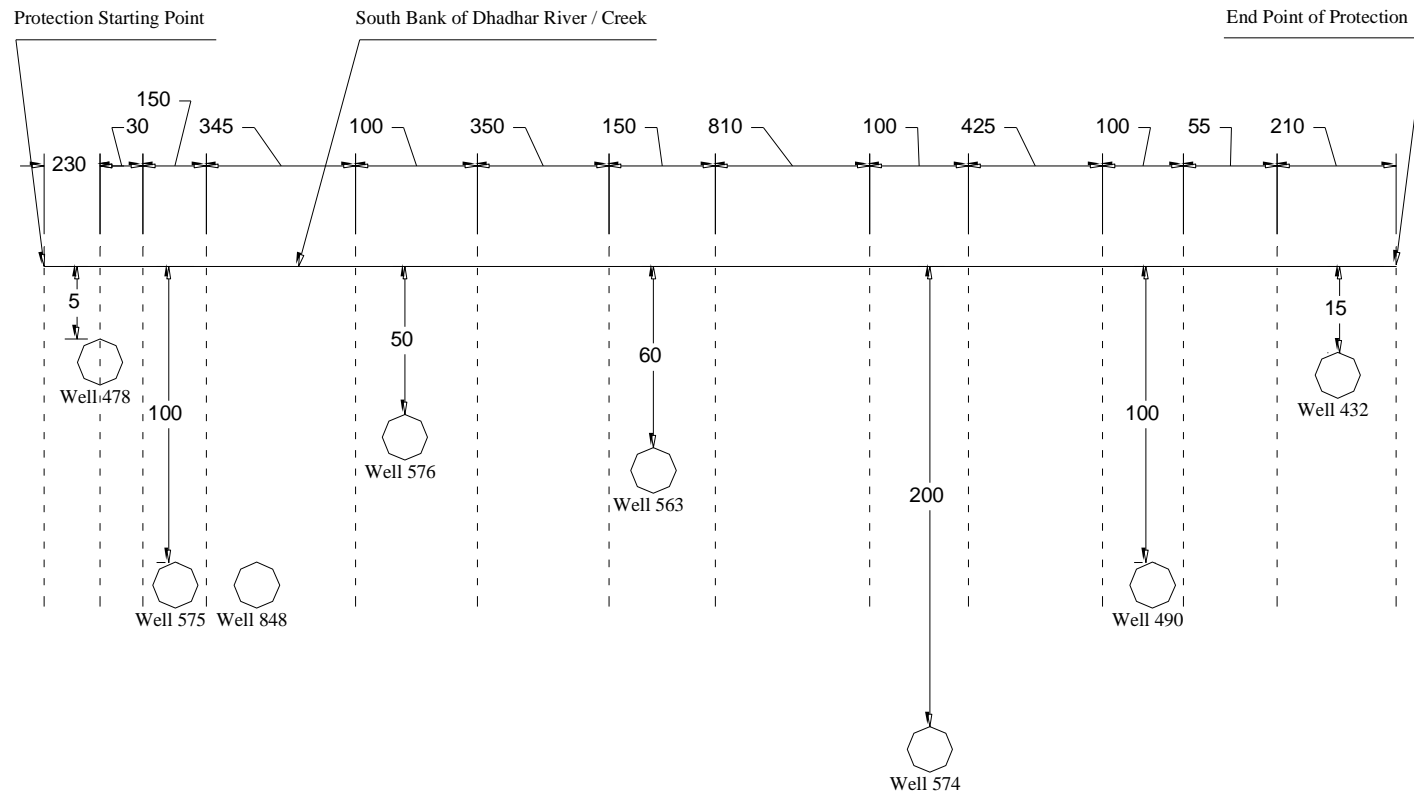 Protection Starting Point
South Bank of Dhadhar River / Creek
End Point of Protection
150
30
345
100
350
150
810
100
425
100
55
210
230
5
50
60
15
100
100
200
Well 478
Well 432
Well 576
Well 563
Well 575
Well 848
Well 490
Well 574